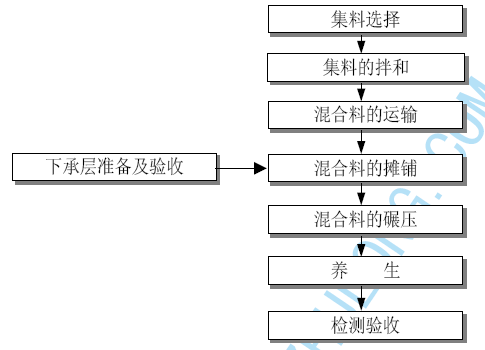 集料选择
集料的拌和
混合料的运输
下承层准备及验收
混合料的摊铺
混合料的碾压
养 生
检测验收